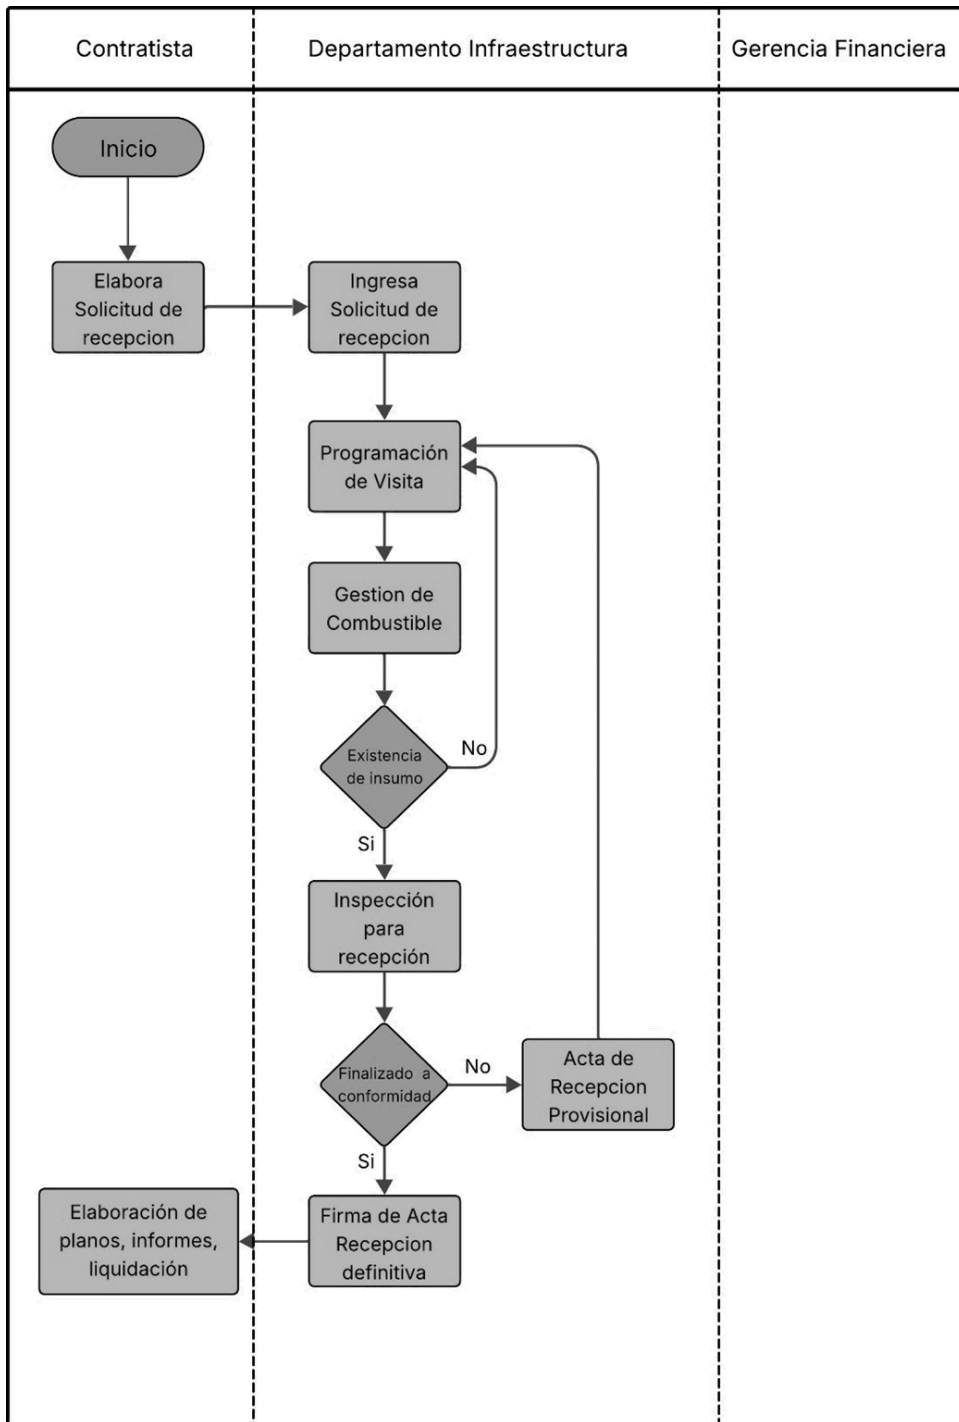 Contratista
Departamento Infraestructura
Gerencia Financiera
Inicio
Elabora
Solicitud de
recepcion
Ingresa
Solicitud de
recepcion
Programación
de Visita
Gestion de
Combustible
Existencia
de insumo
No
Si
Inspección
para
recepción
Finalizado a
conformidad
No
Acta de
Recepcion
Provisional
Si
Firma de Acta
Recepcion
definitiva
Elaboración de
planos, informes,
liquidación